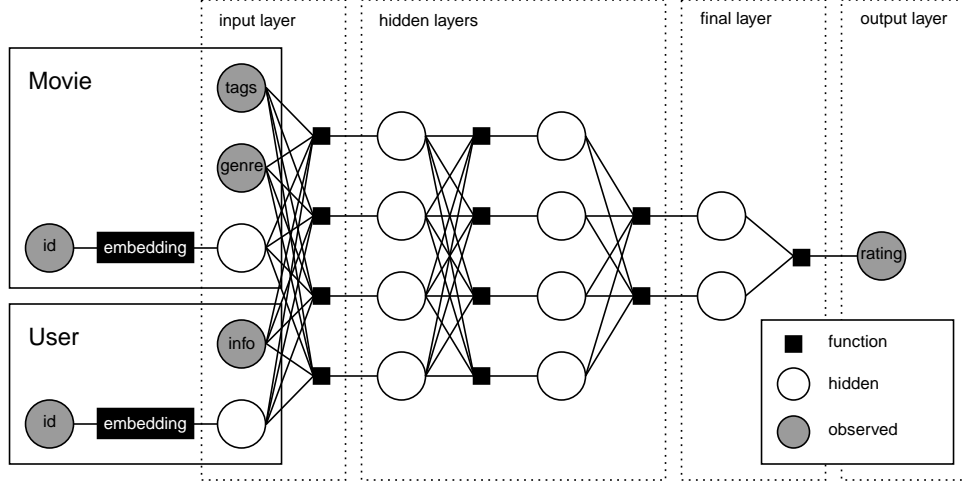 input layer
hidden layers
final layer
output layer
Movie
tags
genre
id
embedding
User
info
id
embedding
rating
function
hidden
observed